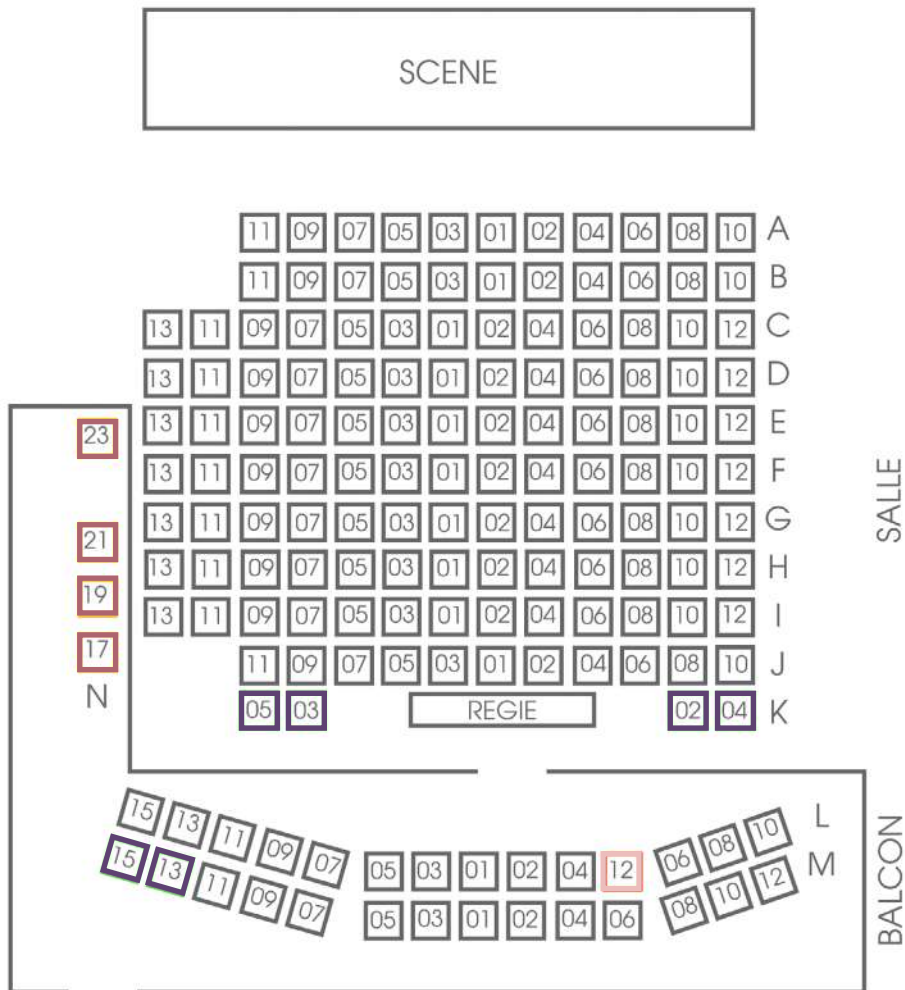 SCENE
11 09 07 05 03 01 02 04 06 08 10 A
11 09 07 05 03 01 02 04 06 08 10 B
13 11 09 07 05 03 01 02 04 06 08 10 12 C
13 11 09 07 05 03 01 02 04 06 08 10 12 D
13 11 09 07 05 03 01 02 04 06 08 10 12 E
13 11 09 07 05 03 01 02 04 06 08 10 12 F
13 11 09 07 05 03 01 02 04 06 08 10 12 G
13 11 09 07 05 03 01 02 04 06 08 10 12 H
13 11 09 07 05 03 01 02 04 06 08 10 12 I
11 09 07 05 03 01 02 04 06 08 10 J
05 03 REGIE 02 04 K
SALLE
23
21
19
17
N
15 13 11 09 07 05 03 01 02 04 12 06 08 10 L
15 13 11 09 07 05 03 01 02 04 06 08 10 12 M
BALCON